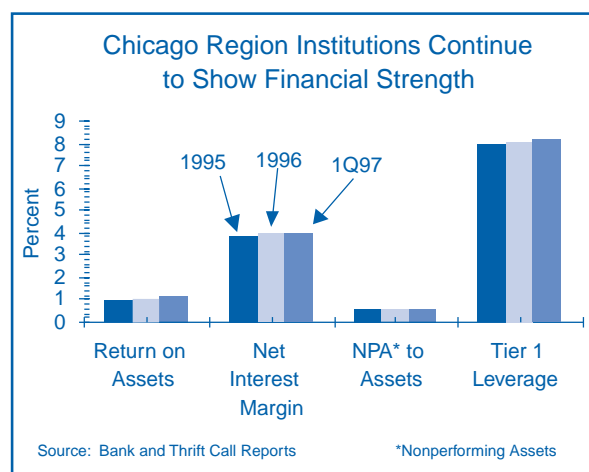 Chicago Region Institutions Continue
to Show Financial Strength
9
8
7
6
5
4
3
2
1
0
Percent
1995
1996
1Q97
Return on
Assets
Net
Interest
Margin
NPA* to
Assets
Tier 1
Leverage
Source: Bank and Thrift Call Reports
*Nonperforming Assets